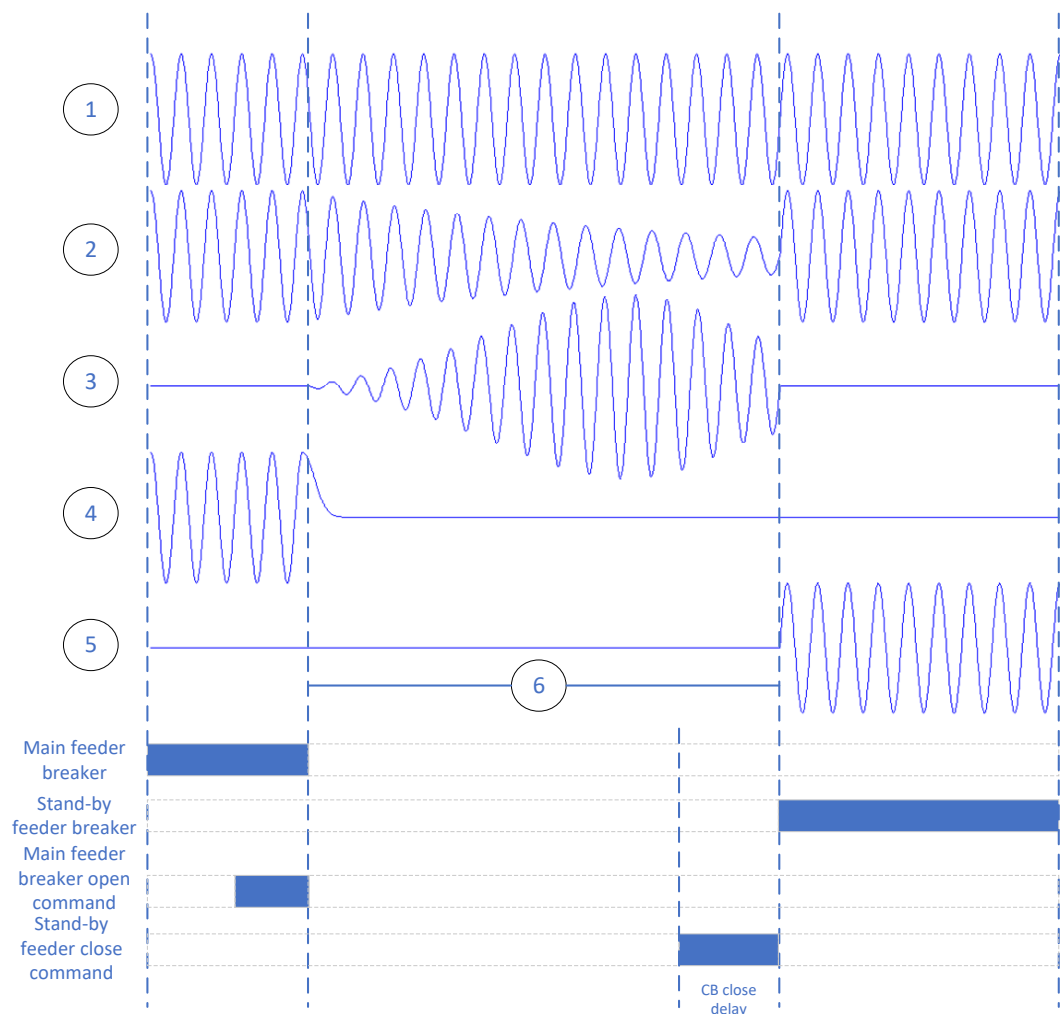 1
2
3
4
5
6
Main feeder
breaker
Stand-by
feeder breaker
Main feeder
breaker open
command
Stand-by
feeder close
command
CB close
delay